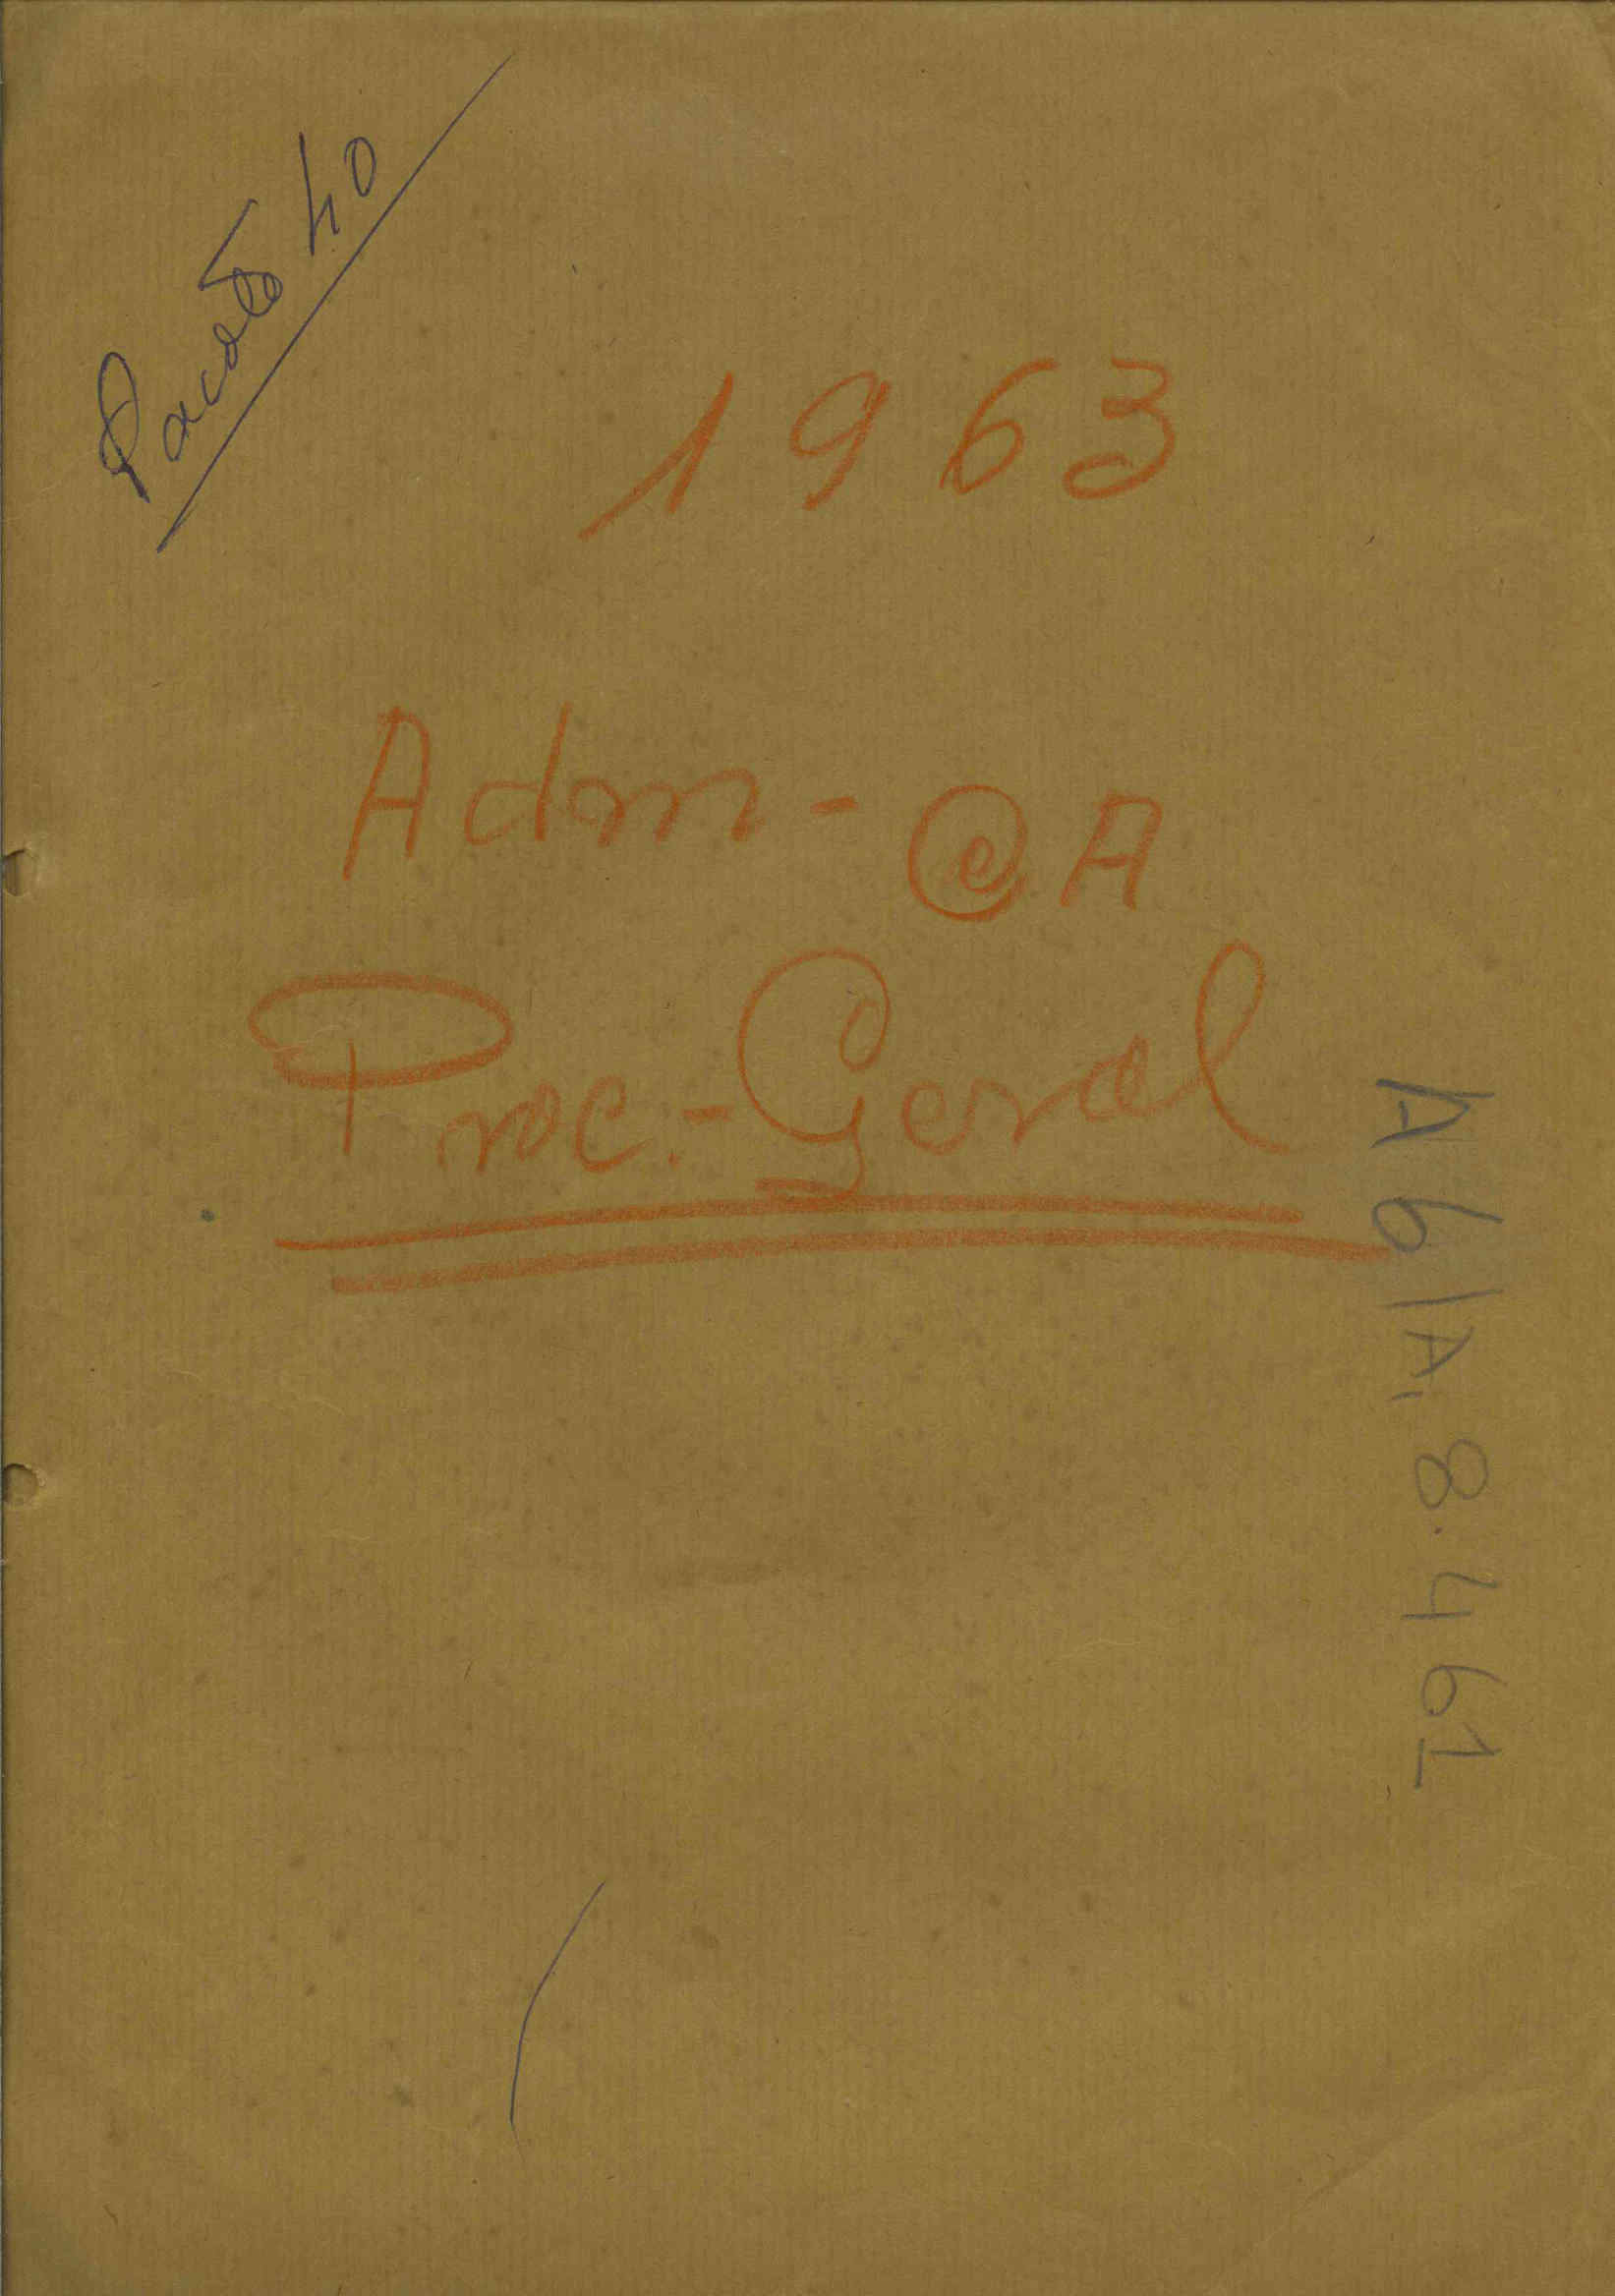 Pacote 40
1963
Adm - @ A
Proc. - Geral
A6/A. 8.461